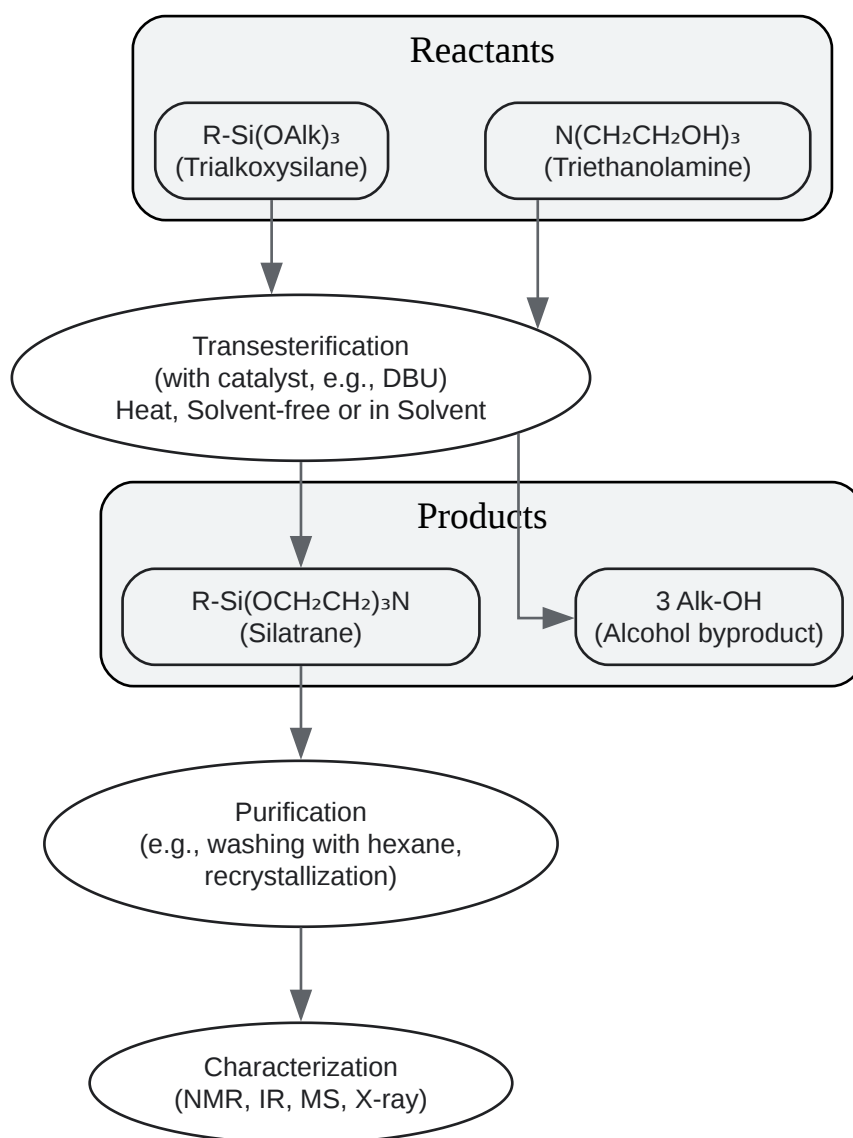 Reactants
R-Si(OAlk)₃
(Trialkoxysilane)
N(CH₂CH₂OH)₃
(Triethanolamine)
Transesterification
(with catalyst, e.g., DBU)
Heat, Solvent-free or in Solvent
Products
R-Si(OCH₂CH₂)₃N
(Silatrane)
3 Alk-OH
(Alcohol byproduct)
Purification
(e.g., washing with hexane,
recrystallization)
Characterization
(NMR, IR, MS, X-ray)